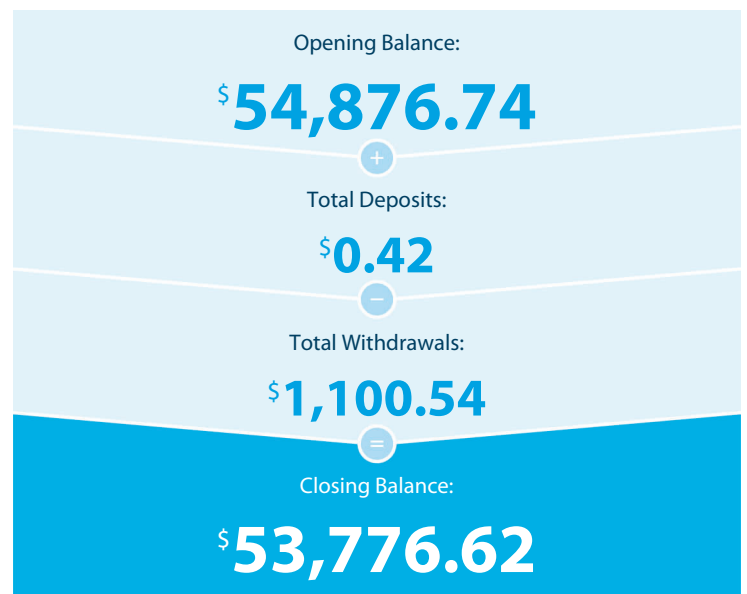 Opening Balance:
$54,876.74
+
Total Deposits:
$0.42
−
Total Withdrawals:
$1,100.54
=
Closing Balance:
$53,776.62